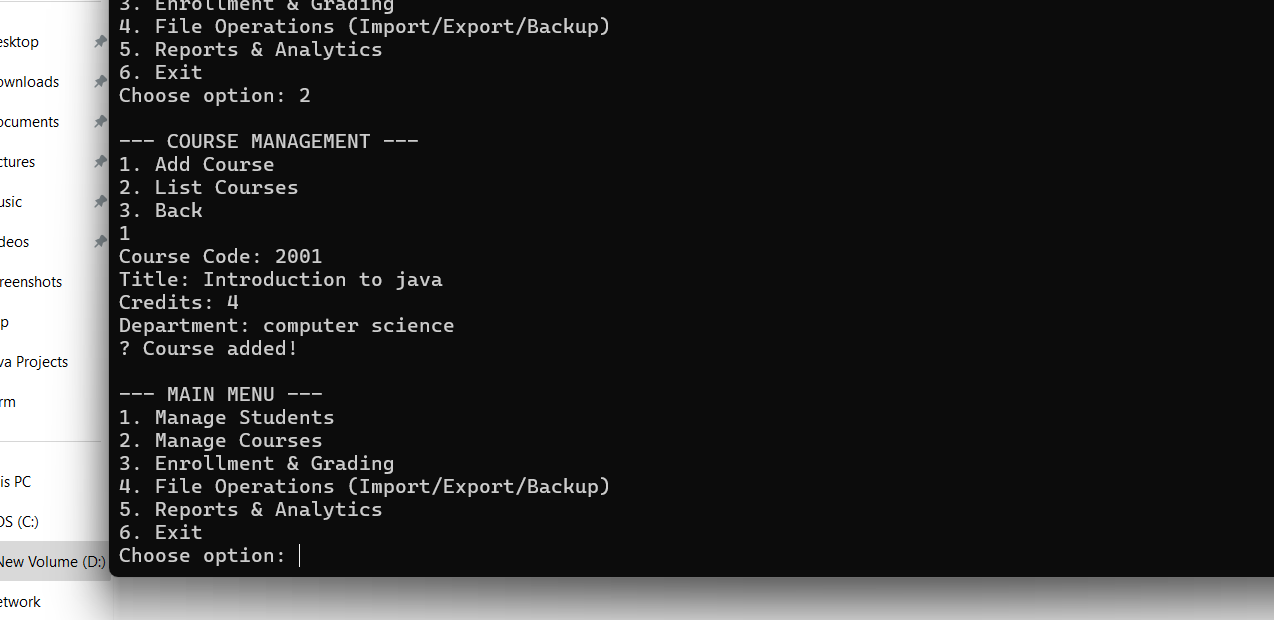 esktop
ownloads
ocuments
ctures
usic
deos
reenshots
p
va Projects
rm
is PC
OS (C:)
New Volume (D:)
etwork
3. Enrollment & Grading
4. File Operations (Import/Export/Backup)
5. Reports & Analytics
6. Exit
Choose option: 2
--- COURSE MANAGEMENT ---
1. Add Course
2. List Courses
3. Back
1
Course Code: 2001
Title: Introduction to java
Credits: 4
Department: computer science
? Course added!
--- MAIN MENU ---
1. Manage Students
2. Manage Courses
3. Enrollment & Grading
4. File Operations (Import/Export/Backup)
5. Reports & Analytics
6. Exit
Choose option: